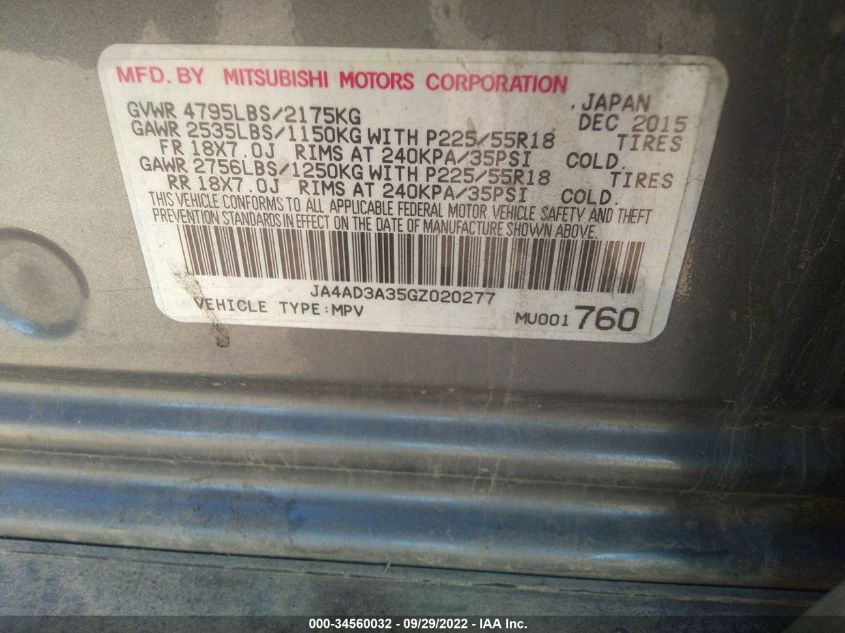 MFD. BY MITSUBISHI MOTORS CORPORATION
GVWR 4795LBS/2175KG , JAPAN
GAWR 2535LBS/1150KG WITH P225/55R18 DEC 2015
FR 18X7.0J RIMS AT 240KPA/35PSI COLD. TIRES
GAWR 2756LBS/1250KG WITH P225/55R18 TIRES
RR 18X7.0J RIMS AT 240KPA/35PSI COLD.
THIS VEHICLE CONFORMS TO ALL APPLICABLE FEDERAL MOTOR VEHICLE SAFETY AND THEFT
PREVENTION STANDARDS IN EFFECT ON THE DATE OF MANUFACTURE SHOWN ABOVE.
JA4AD3A35GZ020277
VEHICLE TYPE:MPV MU001760
000-34560032 - 09/29/2022 - IAA Inc.